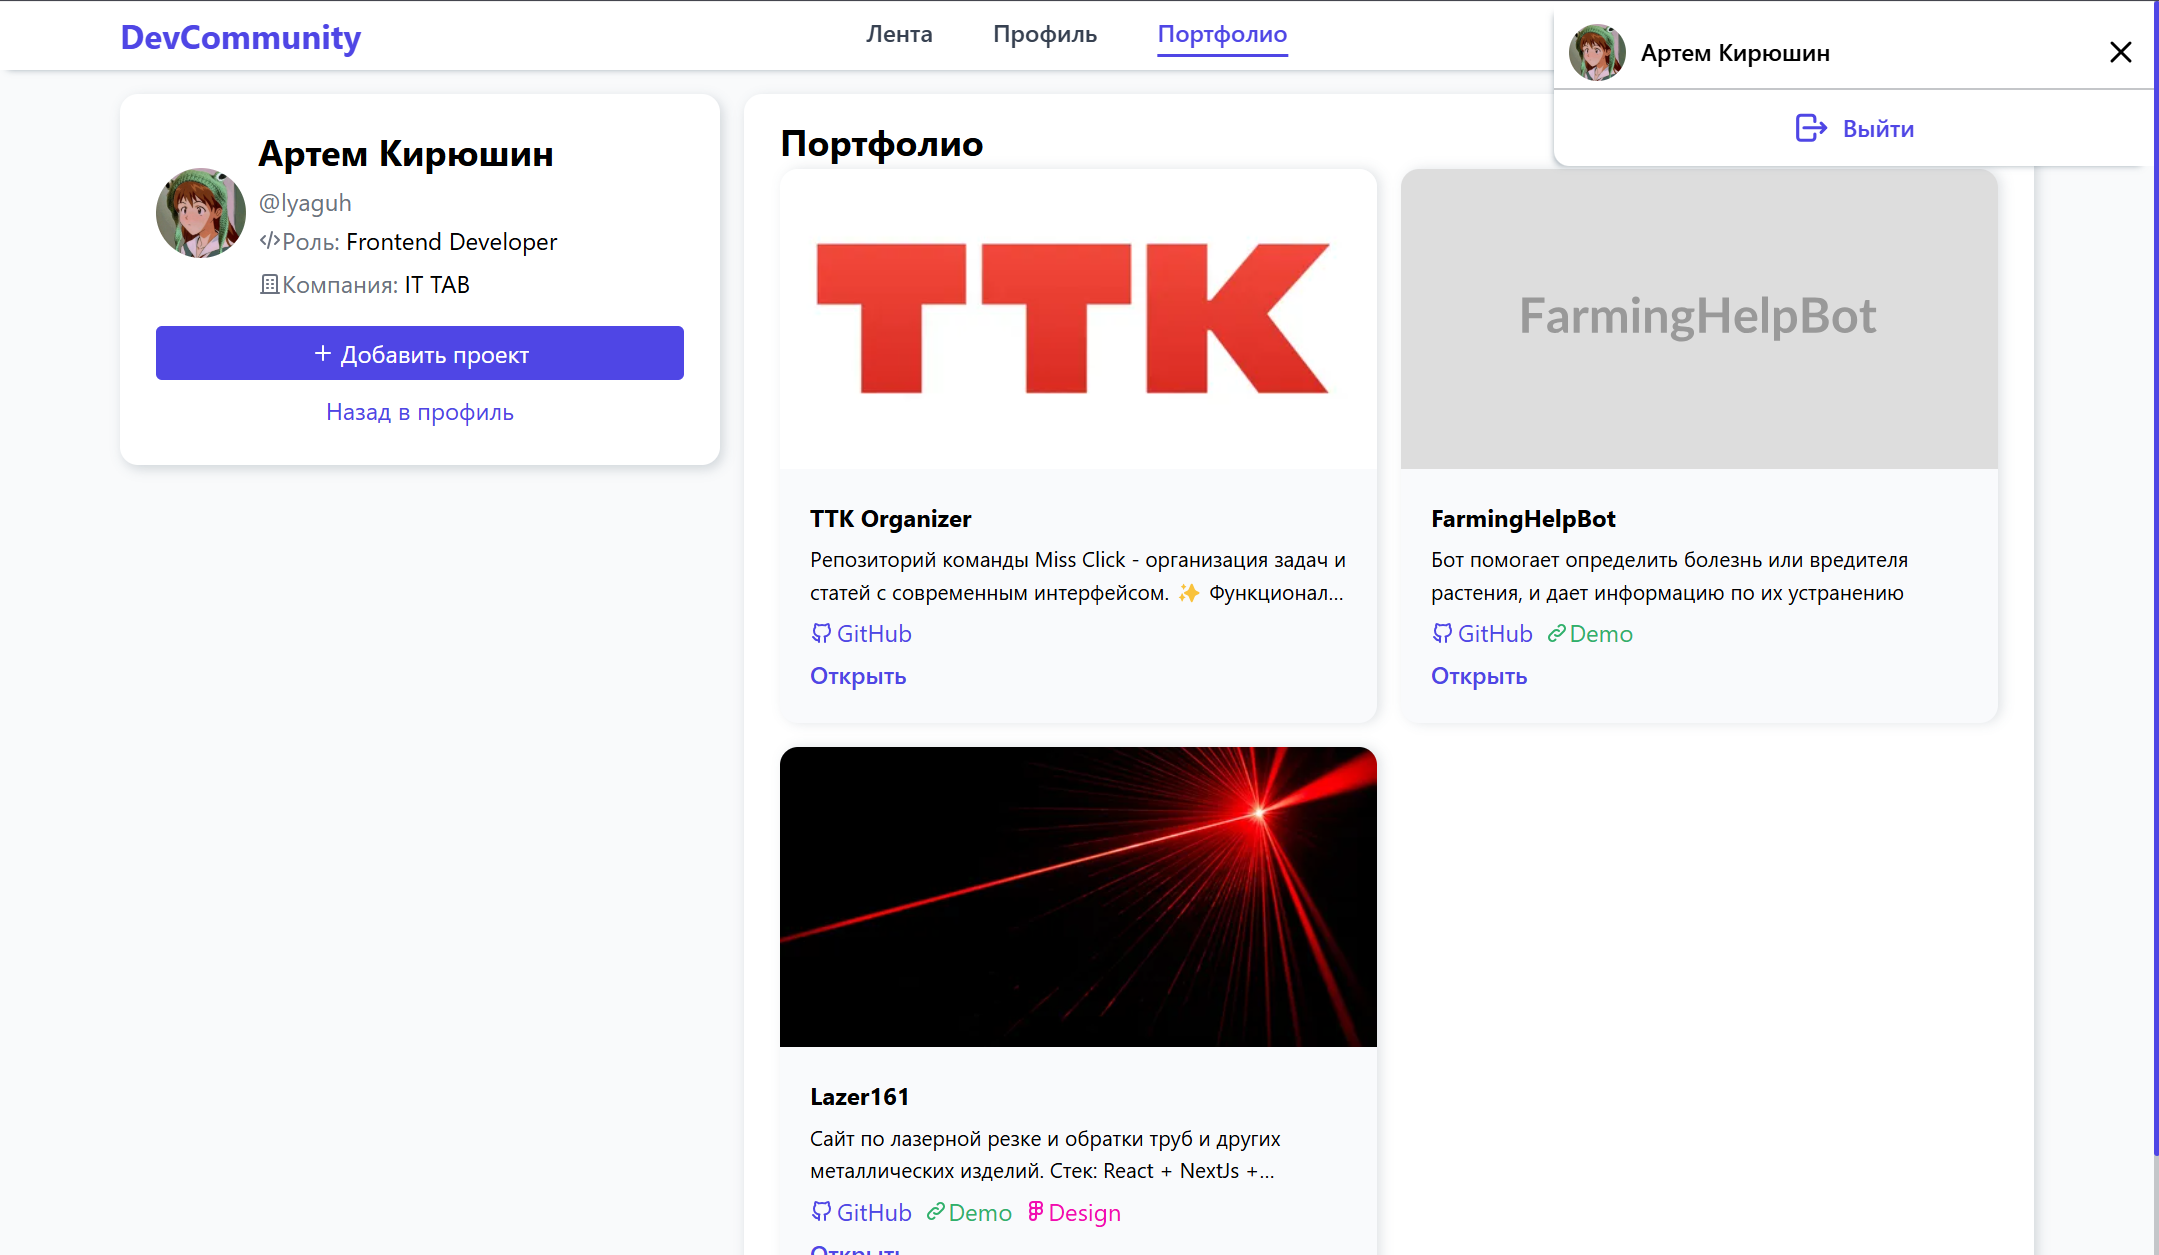 DevCommunity
Лента
Профиль
Портфолио
Артем Кирюшин
Выйти
Артем Кирюшин
@lyaguh
Роль: Frontend Developer
Компания: IT TAB
+ Добавить проект
Назад в профиль
Портфолио
TTK
TTK Organizer
Репозиторий команды Miss Click - организация задач и
статей с современным интерфейсом. ✨ Функционал...
GitHub
Открыть
FarmingHelpBot
FarmingHelpBot
Бот помогает определить болезнь или вредителя
растения, и дает информацию по их устранению
GitHub Demo
Открыть
Lazer161
Сайт по лазерной резке и обратки труб и других
металлических изделий. Стек: React + NextJs +...
GitHub Demo Design
Открыть